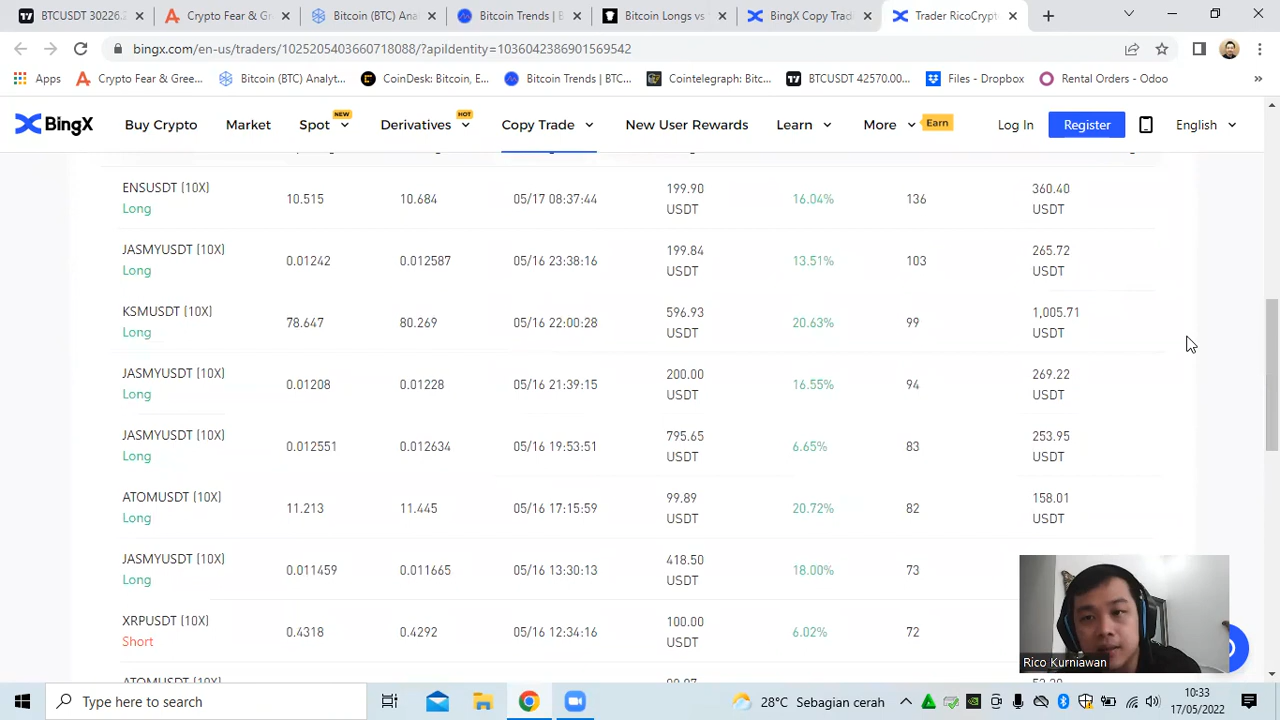 BTCUSDT 30226.7
Crypto Fear & Gr
Bitcoin (BTC) Ana
Bitcoin Trends | B
Bitcoin Longs vs
BingX Copy Trad
Trader RicoCrypt
bingx.com/en-us/traders/1025205403660718088/?apiIdentity=1036042386901569542
Apps
Crypto Fear & Gree...
Bitcoin (BTC) Analyt...
CoinDesk: Bitcoin, E...
Bitcoin Trends | BTC...
Cointelegraph: Bitc...
BTCUSDT 42570.00...
Files - Dropbox
Rental Orders - Odoo
»
BingX
Buy Crypto
Market
Spot
NEW
Derivatives
HOT
Copy Trade
New User Rewards
Learn
More
Earn
Log In
Register
English
ENSUSDT (10X)
Long
10.515
10.684
05/17 08:37:44
199.90
USDT
16.04%
136
360.40
USDT
JASMYUSDT (10X)
Long
0.01242
0.012587
05/16 23:38:16
199.84
USDT
13.51%
103
265.72
USDT
KSMUSDT (10X)
Long
78.647
80.269
05/16 22:00:28
596.93
USDT
20.63%
99
1,005.71
USDT
JASMYUSDT (10X)
Long
0.01208
0.01228
05/16 21:39:15
200.00
USDT
16.55%
94
269.22
USDT
JASMYUSDT (10X)
Long
0.012551
0.012634
05/16 19:53:51
795.65
USDT
6.65%
83
253.95
USDT
ATOMUSDT (10X)
Long
11.213
11.445
05/16 17:15:59
99.89
USDT
20.72%
82
158.01
USDT
JASMYUSDT (10X)
Long
0.011459
0.011665
05/16 13:30:13
418.50
USDT
18.00%
73
XRPUSDT (10X)
Short
0.4318
0.4292
05/16 12:34:16
100.00
USDT
6.02%
72
Rico Kurniawan
Type here to search
28°C Sebagian cerah
10:33
17/05/2022